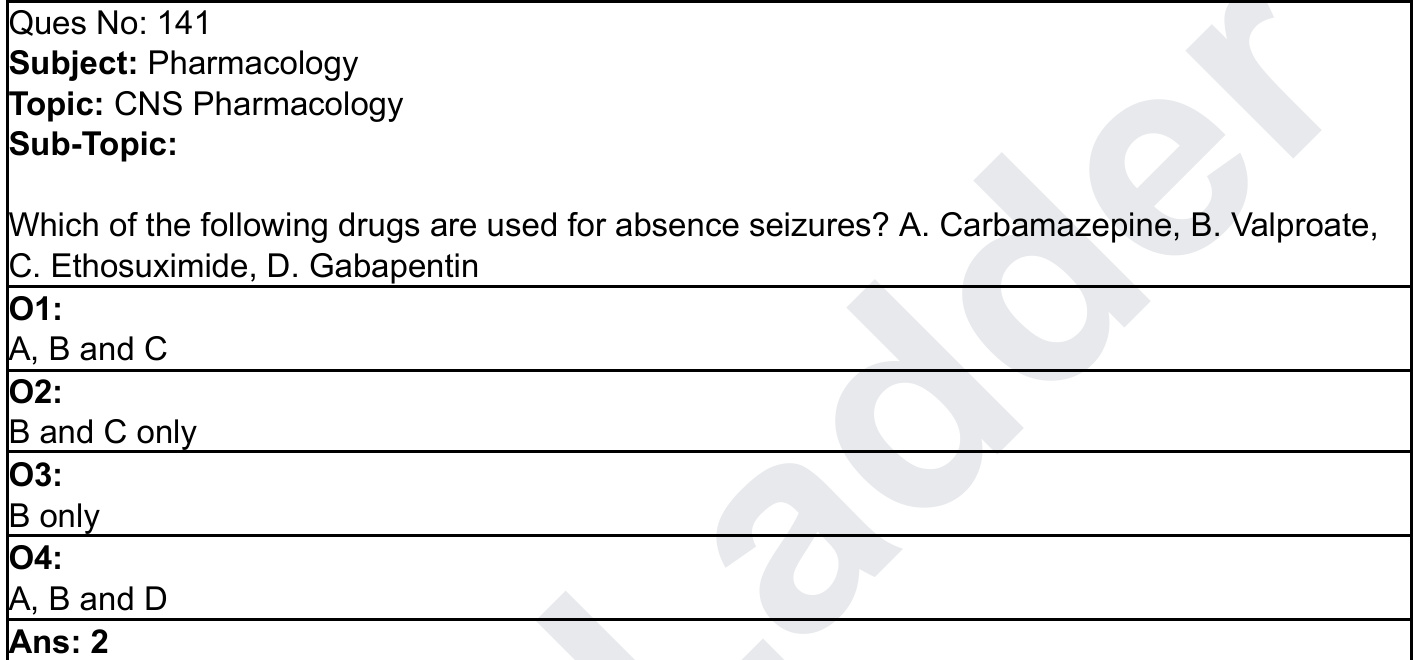 Ques No: 141
Subject: Pharmacology
Topic: CNS Pharmacology
Sub-Topic:
Which of the following drugs are used for absence seizures? A. Carbamazepine, B. Valproate,
C. Ethosuximide, D. Gabapentin
O1:
A, B and C
O2:
B and C only
O3:
B only
O4:
A, B and D
Ans: 2
Ladder